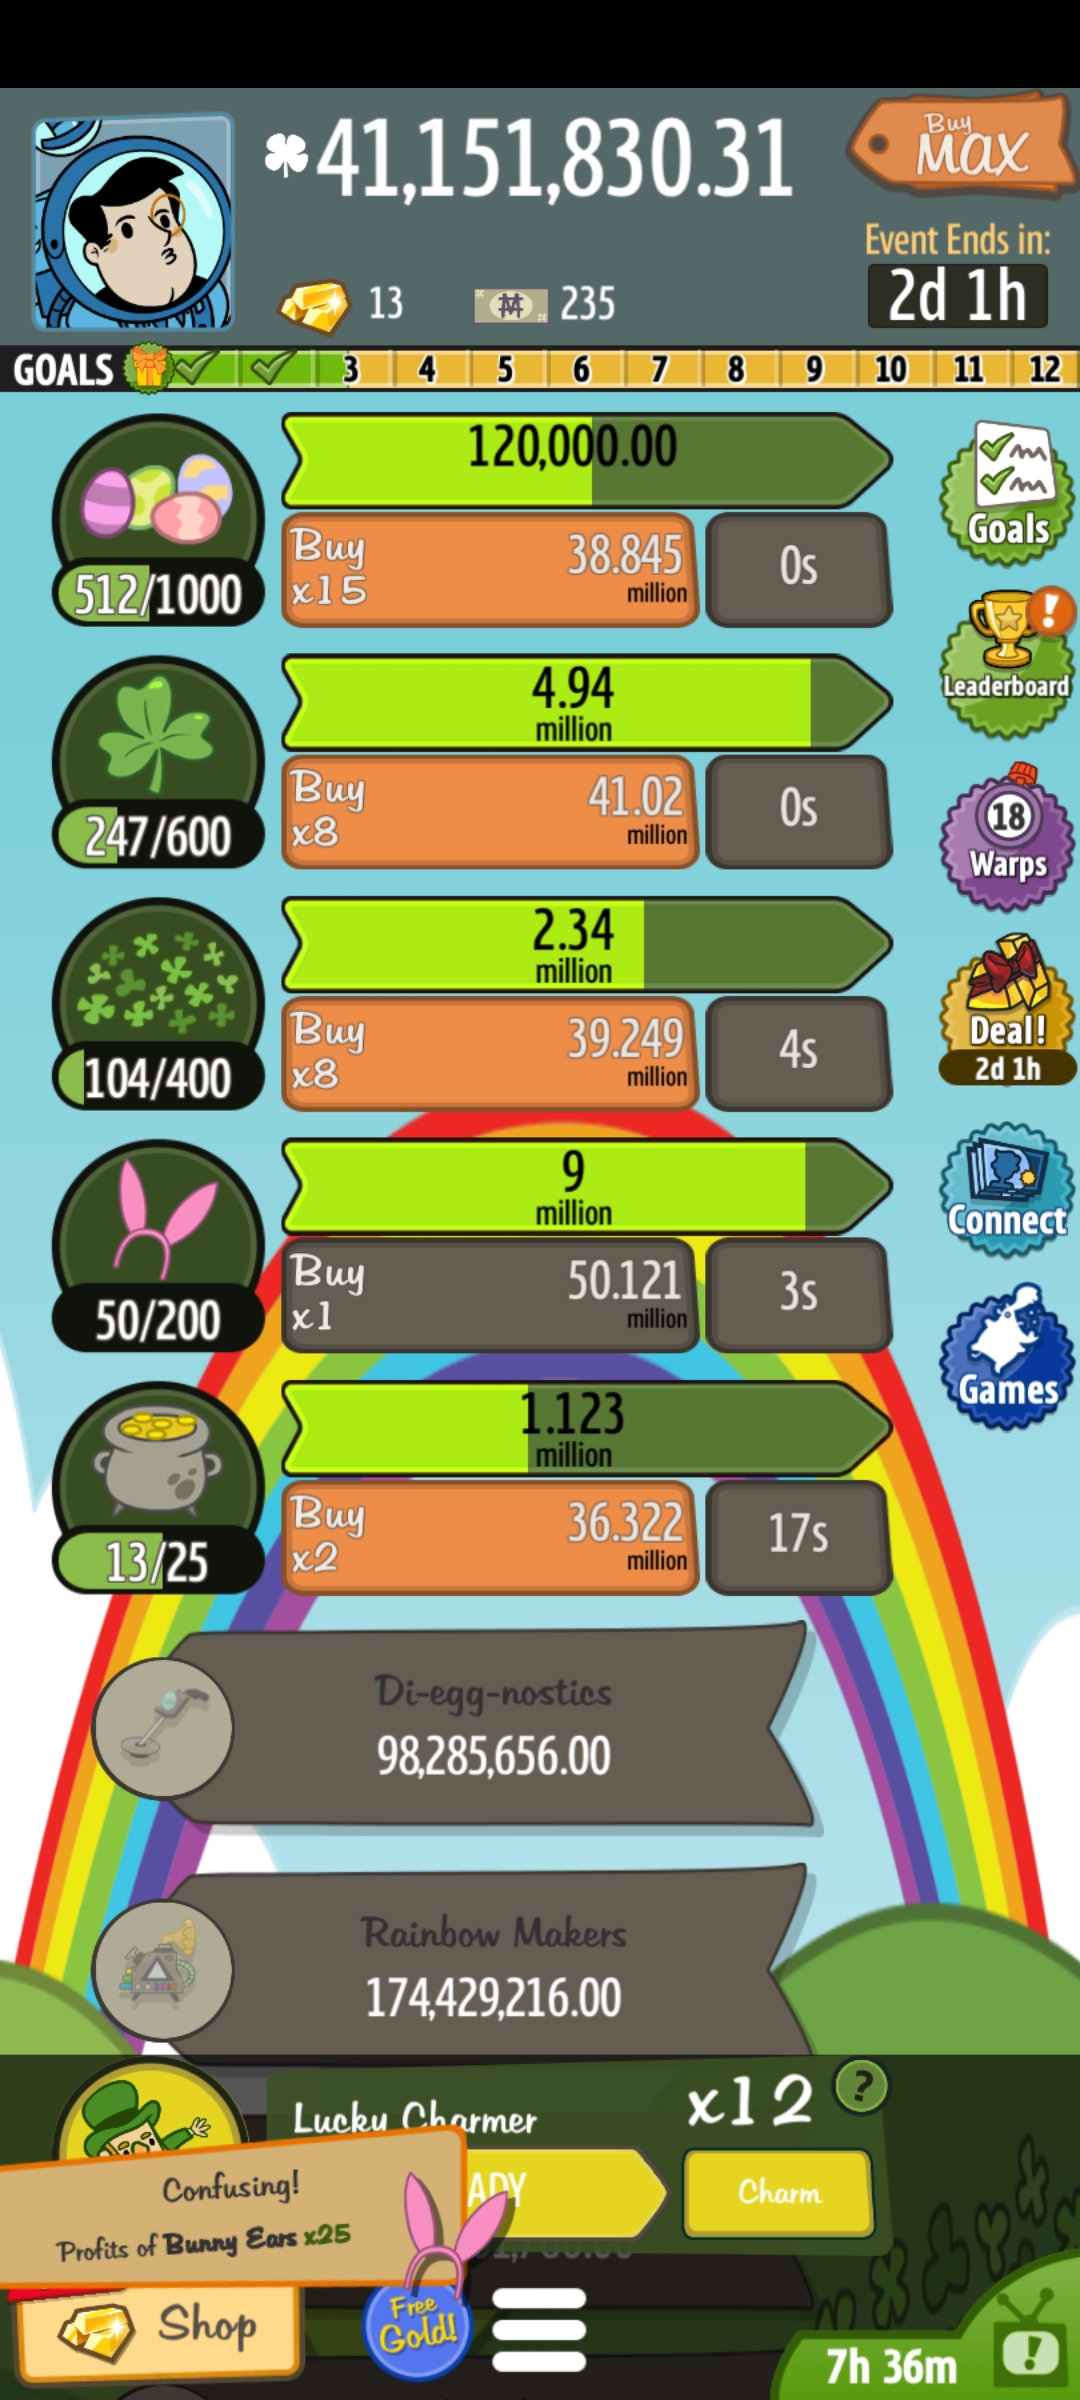 41,151,830.31
Buy
MAX
13
235
Event Ends in:
2d 1h
GOALS 3 4 5 6 7 8 9 10 11 12
120,000.00
Buy
x15
38.845
million
0s
512/1000
Goals
4.94
million
Buy
x8
41.02
million
0s
247/600
Leaderboard
18
Warps
2.34
million
Buy
x8
39.249
million
4s
104/400
Deal!
2d 1h
9
million
Buy
x1
50.121
million
3s
50/200
Connect
1.123
million
Buy
x2
36.322
million
17s
13/25
Games
Di-egg-nostics
98,285,656.00
Rainbow Makers
174,429,216.00
Lucky Charmer
x12
?
ADY
Charm
Confusing!
Profits of Bunny Ears x25
Shop
Free
Gold!
7h 36m